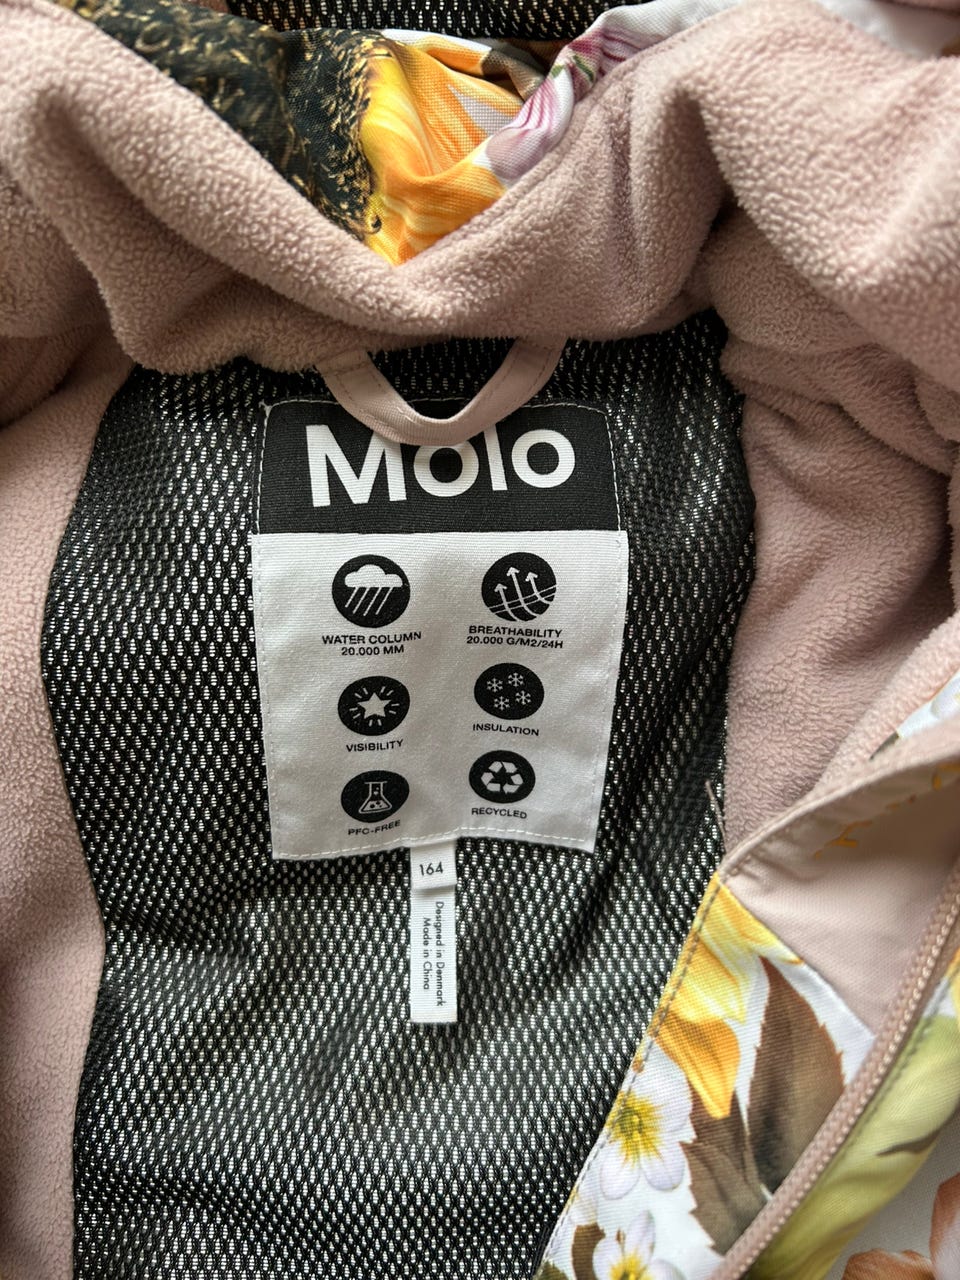 Molo
WATER COLUMN
20.000 MM
BREATHABILITY
20.000 G/M2/24H
VISIBILITY
INSULATION
PFC-FREE
RECYCLED
164
Designed in Denmark
Made in China